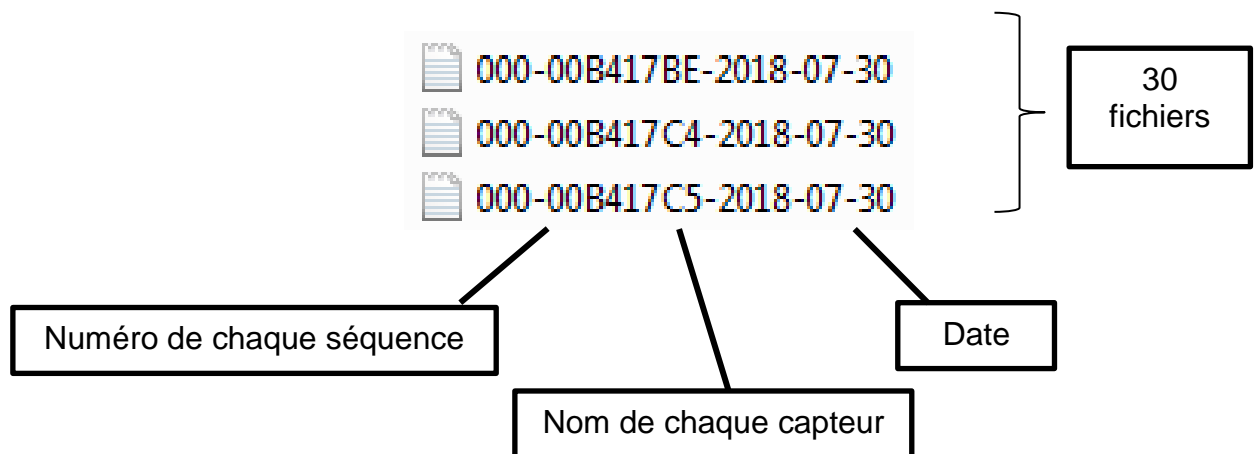 000-00B417BE-2018-07-30
000-00B417C4-2018-07-30
000-00B417C5-2018-07-30
30
fichiers
Numéro de chaque séquence
Date
Nom de chaque capteur